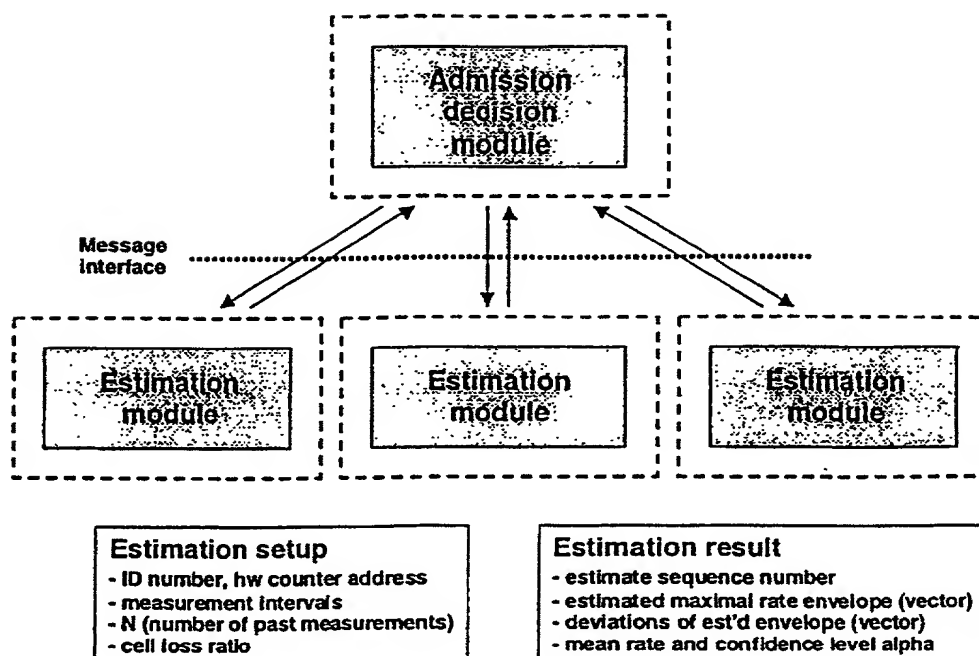 Admission
decision
module
Message
interface
Estimation
module
Estimation
module
Estimation
module
Estimation setup
- ID number, hw counter address
- measurement intervals
- N (number of past measurements)
- cell loss ratio
Estimation result
- estimate sequence number
- estimated maximal rate envelope (vector)
- deviations of est'd envelope (vector)
- mean rate and confidence level alpha